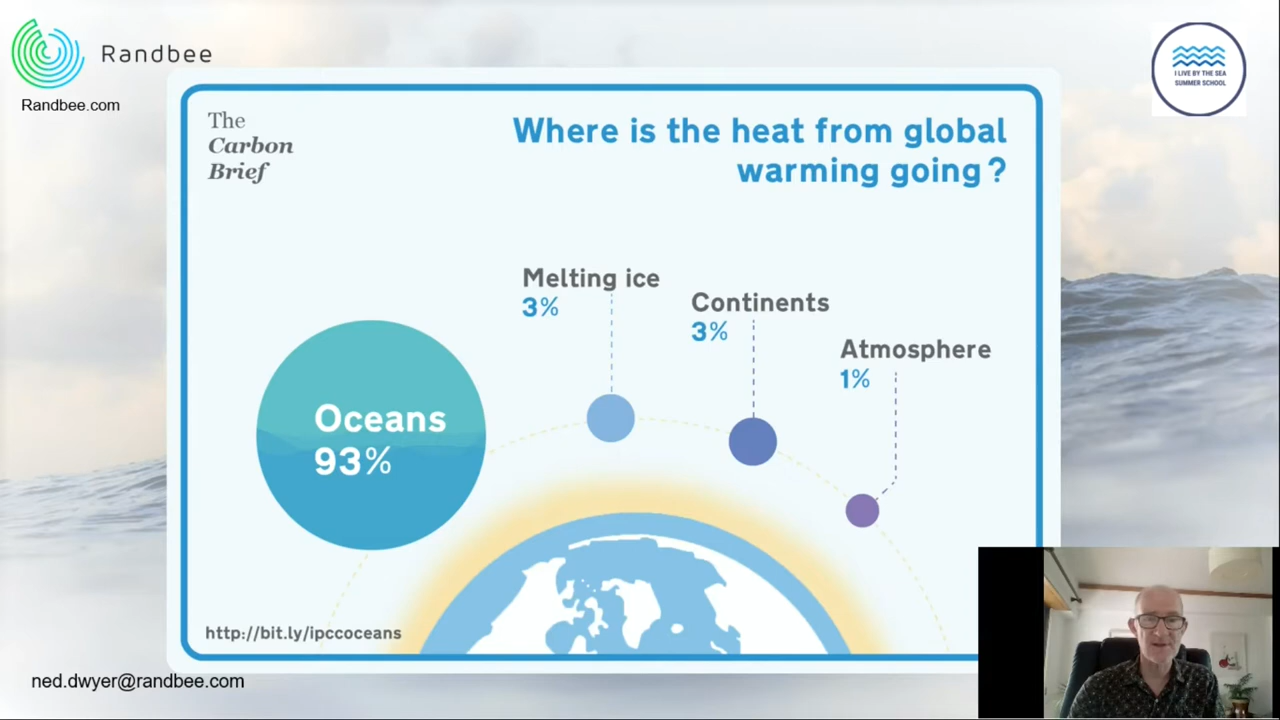 Randbee
Randbee.com
I LIVE BY THE SEA
SUMMER SCHOOL
The
Carbon
Brief
Where is the heat from global
warming going ?
Melting ice
3%
Continents
3%
Atmosphere
1%
Oceans
93%
http://bit.ly/ipccoceans
ned.dwyer@randbee.com